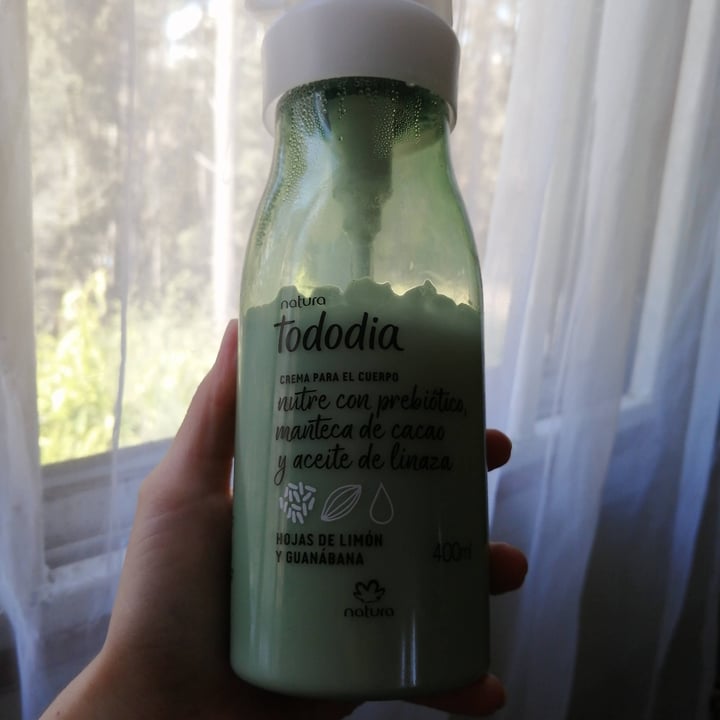 natura
tododia
CREMA PARA EL CUERPO
nutre con prebiótico,
manteca de cacao
y aceite de linaza
HOJAS DE LIMÓN
Y GUANÁBANA
400ml
natura